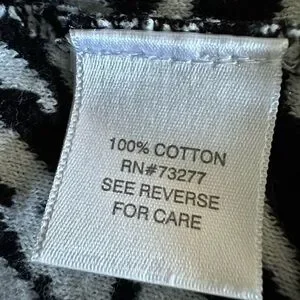 100% COTTON
RN#73277
SEE REVERSE
FOR CARE